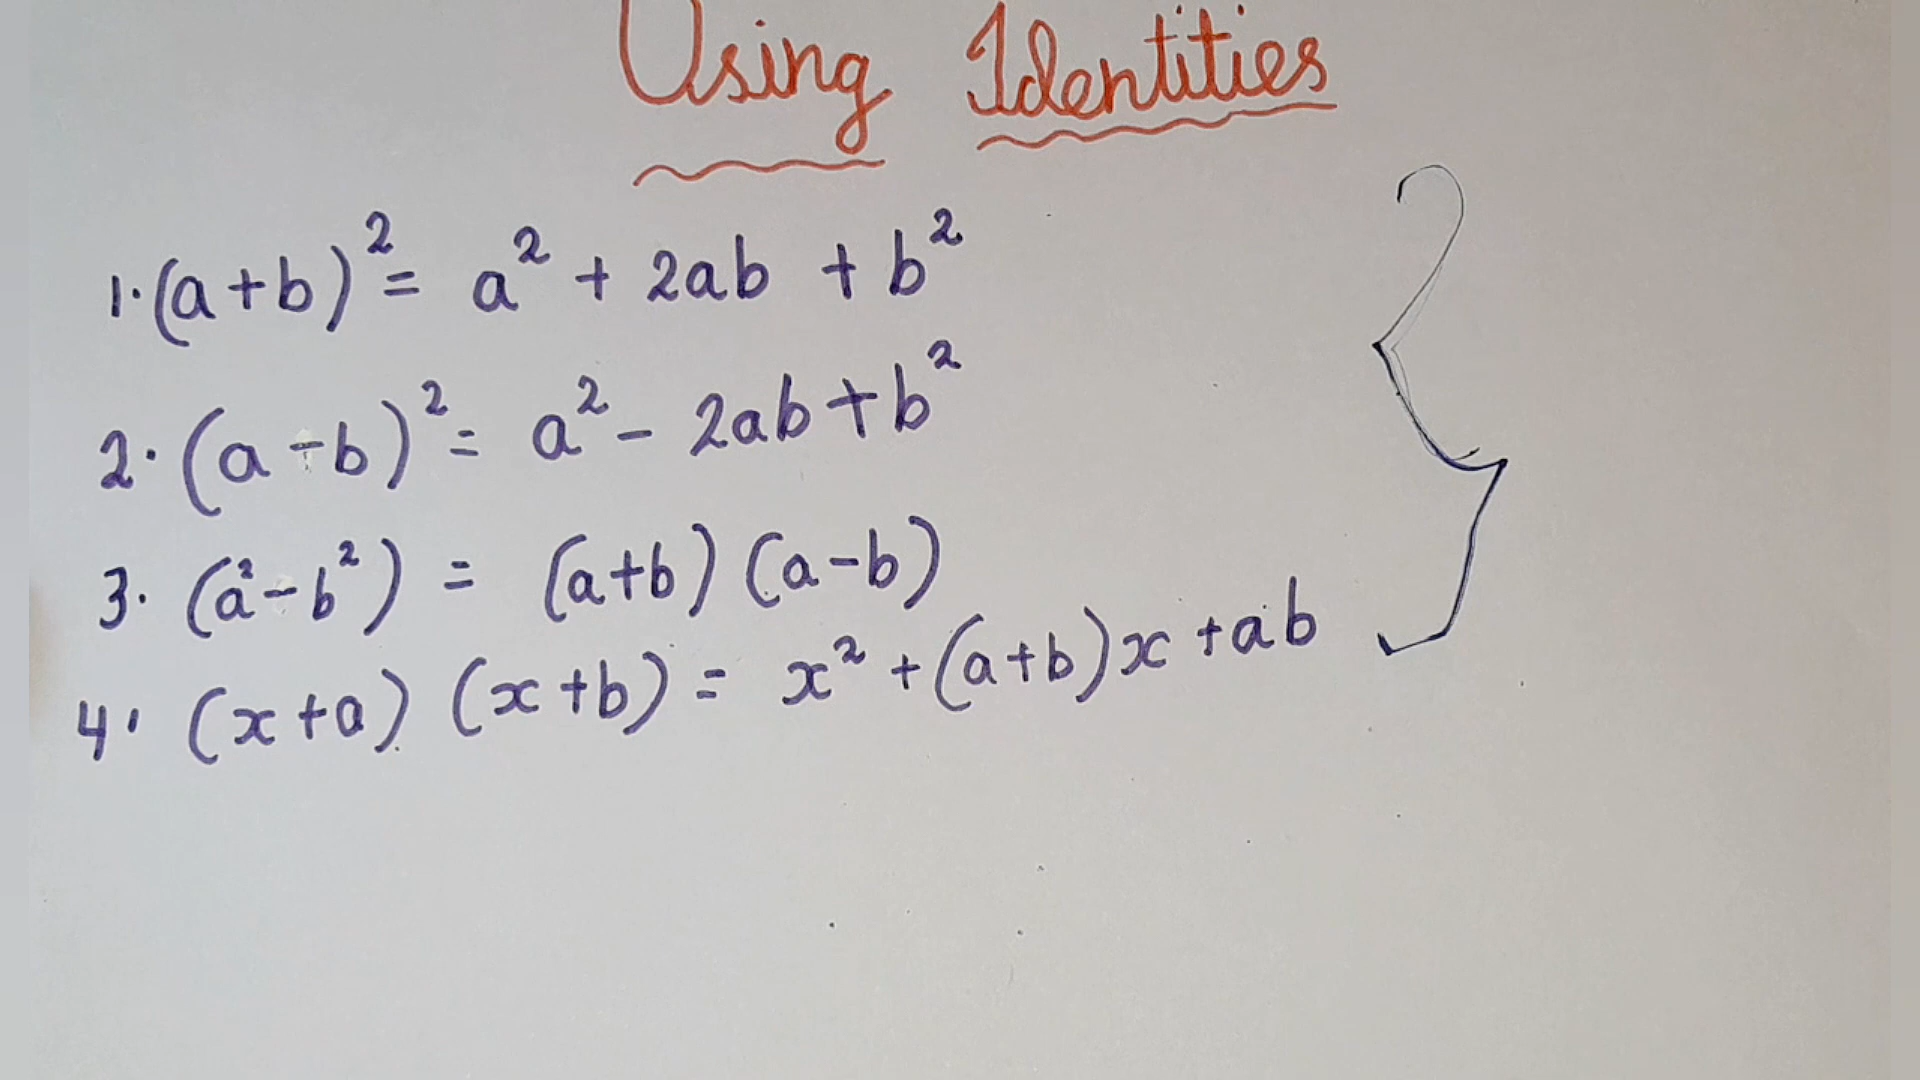 Using Identities
1. (a+b)² = a² + 2ab + b²
2. (a-b)² = a² - 2ab + b²
3. (a²-b²) = (a+b) (a-b)
4. (x+a) (x+b) = x² + (a+b)x + ab